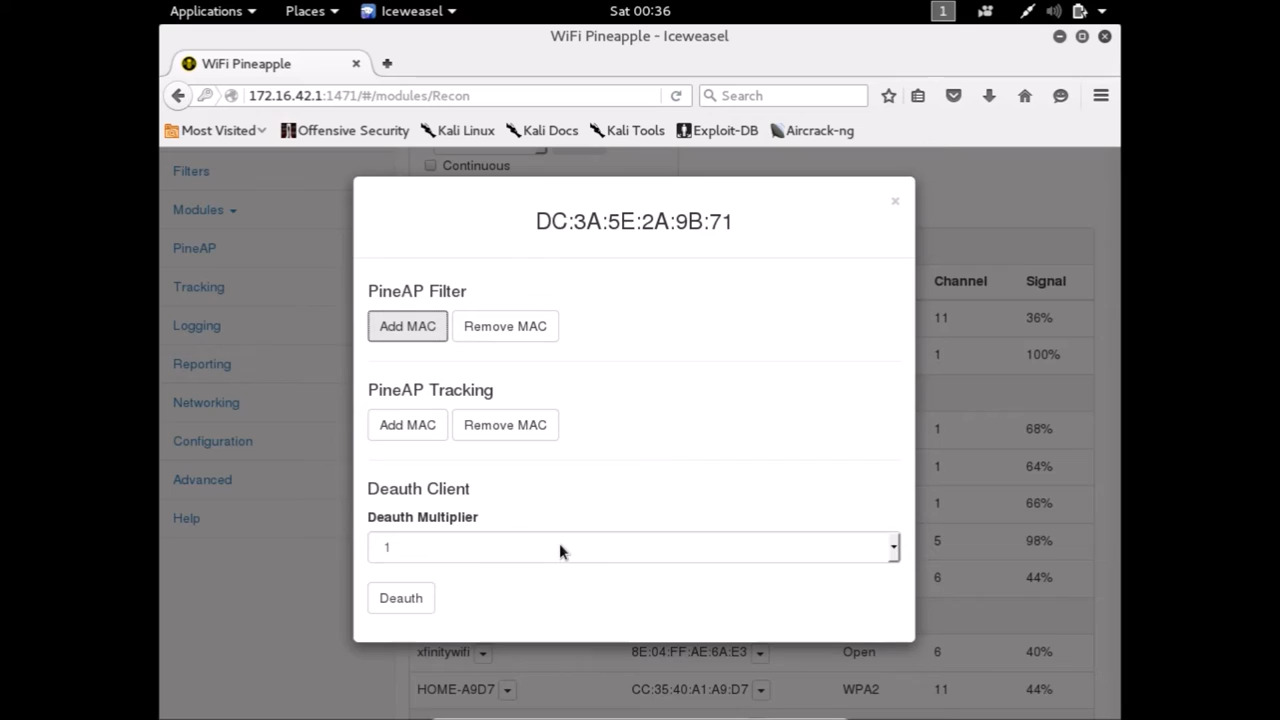 Applications Places Iceweasel Sat 00:36 1
WiFi Pineapple - Iceweasel
WiFi Pineapple
172.16.42.1:1471/#/modules/Recon Search
Most Visited Offensive Security Kali Linux Kali Docs Kali Tools Exploit-DB Aircrack-ng
Continuous
Filters
Modules
PineAP
Tracking
Logging
Reporting
Networking
Configuration
Advanced
Help
DC:3A:5E:2A:9B:71
×
PineAP Filter
Add MAC Remove MAC
PineAP Tracking
Add MAC Remove MAC
Deauth Client
Deauth Multiplier
1
Deauth
Channel Signal
11 36%
1 100%
1 68%
1 64%
1 66%
5 98%
6 44%
xfinitywifi 8E:04:FF:AE:6A:E3 Open 6 40%
HOME-A9D7 CC:35:40:A1:A9:D7 WPA2 11 44%